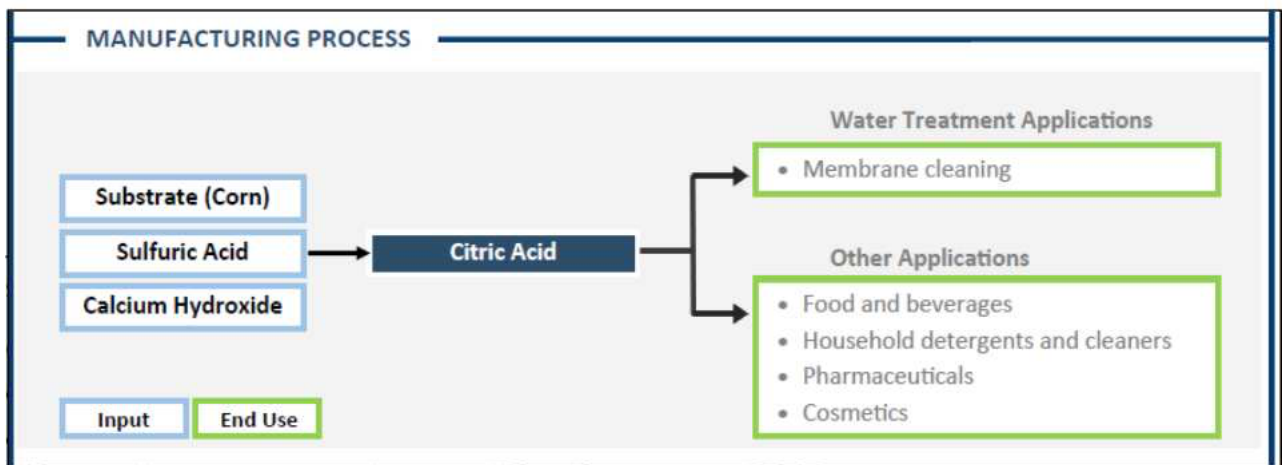 MANUFACTURING PROCESS
Substrate (Corn)
Sulfuric Acid
Calcium Hydroxide
Citric Acid
Water Treatment Applications
• Membrane cleaning
Other Applications
• Food and beverages
• Household detergents and cleaners
• Pharmaceuticals
• Cosmetics
Input
End Use